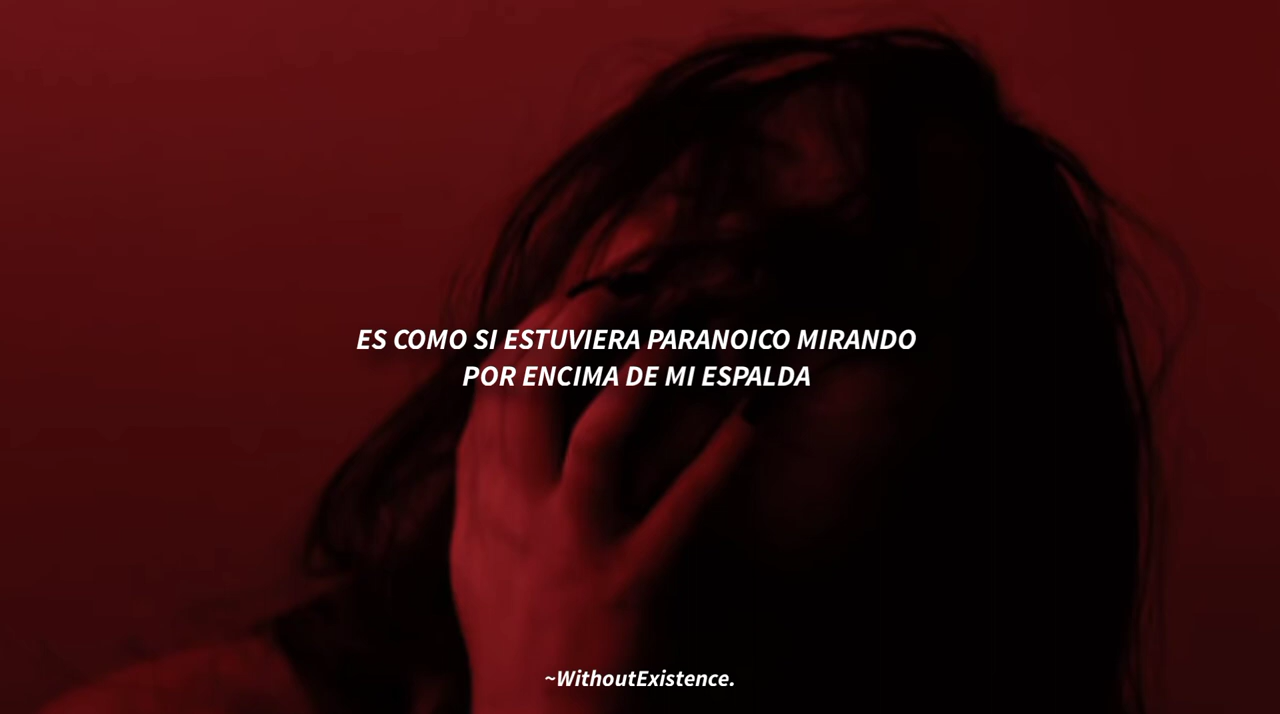 ES COMO SI ESTUVIERA PARANOICO MIRANDO
POR ENCIMA DE MI ESPALDA
~WithoutExistence.